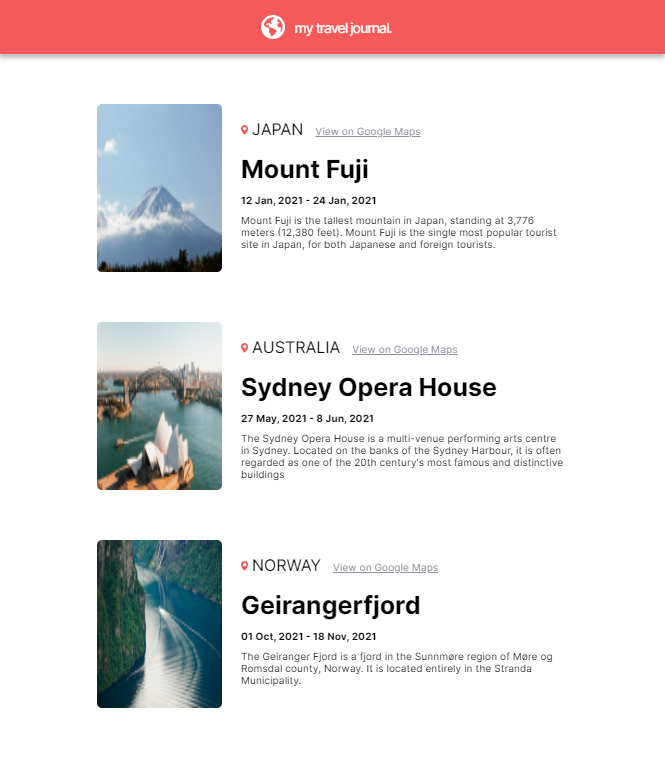 my travel journal.
JAPAN View on Google Maps
Mount Fuji
12 Jan, 2021 - 24 Jan, 2021
Mount Fuji is the tallest mountain in Japan, standing at 3,776
meters (12,380 feet). Mount Fuji is the single most popular tourist
site in Japan, for both Japanese and foreign tourists.
AUSTRALIA View on Google Maps
Sydney Opera House
27 May, 2021 - 8 Jun, 2021
The Sydney Opera House is a multi-venue performing arts centre
in Sydney. Located on the banks of the Sydney Harbour, it is often
regarded as one of the 20th century's most famous and distinctive
buildings
NORWAY View on Google Maps
Geirangerfjord
01 Oct, 2021 - 18 Nov, 2021
The Geiranger Fjord is a fjord in the Sunnmøre region of Møre og
Romsdal county, Norway. It is located entirely in the Stranda
Municipality.